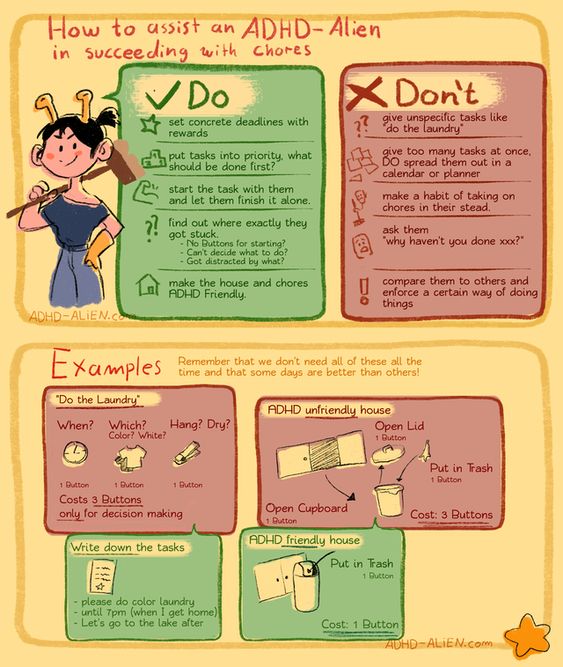 How to assist an ADHD-Alien
in succeeding with chores
Do
set concrete deadlines with
rewards
put tasks into priority, what
should be done first?
start the task with them
and let them finish it alone.
??
find out where exactly they
got stuck.
- No Buttons for starting?
- Can't decide what to do?
- Got distracted by what?
make the house and chores
ADHD Friendly.
Don't
??
give unspecific tasks like
"do the laundry"
give too many tasks at once,
DO spread them out in a
calendar or planner
make a habit of taking on
chores in their stead.
ask them
"why haven't you done xxx?"
!
compare them to others and
enforce a certain way of doing
things
ADHD-ALiEN.com
Examples
Remember that we don't need all of these all the
time and that some days are better than others!
"Do the Laundry"
When? Which? Hang? Dry?
Color? White?
1 Button 1 Button 1 Button
Costs 3 Buttons
only for decision making
Write down the tasks
- please do color laundry
- until 7pm (when I get home)
- Let's go to the lake after
ADHD unfriendly house
Open Lid
1 Button
Put in Trash
1 Button
Open Cupboard
1 Button
Cost: 3 Buttons
ADHD friendly house
Put in Trash
1 Button
Cost: 1 Button
ADHD-ALiEN.com